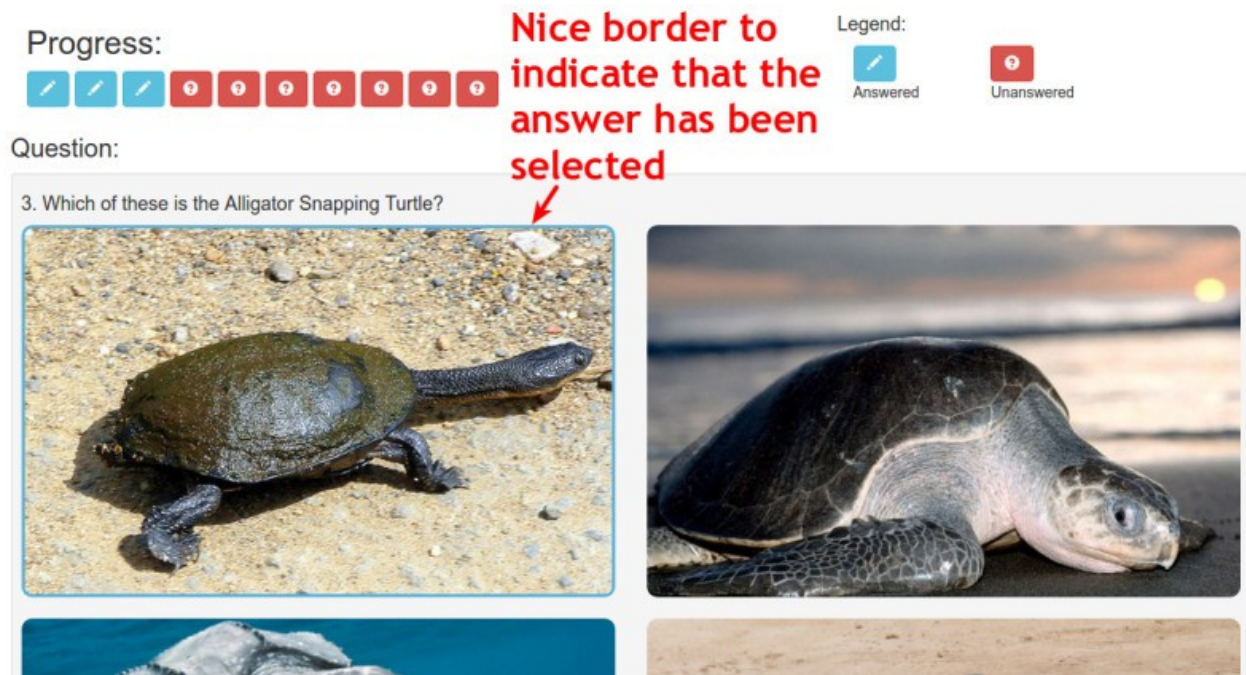 Progress:
Nice border to
indicate that the
answer has been
selected
Legend:
Answered
Unanswered
Question:
3. Which of these is the Alligator Snapping Turtle?